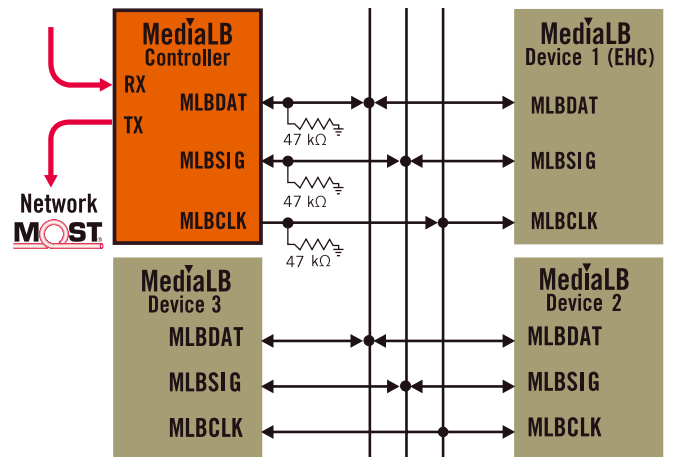 MediaLB
Controller
RX
TX
MLBDAT
MLBSIG
MLBCLK
47 kΩ
47 kΩ
47 kΩ
Network
MOST®
MediaLB
Device 1 (EHC)
MLBDAT
MLBSIG
MLBCLK
MediaLB
Device 3
MLBDAT
MLBSIG
MLBCLK
MediaLB
Device 2
MLBDAT
MLBSIG
MLBCLK